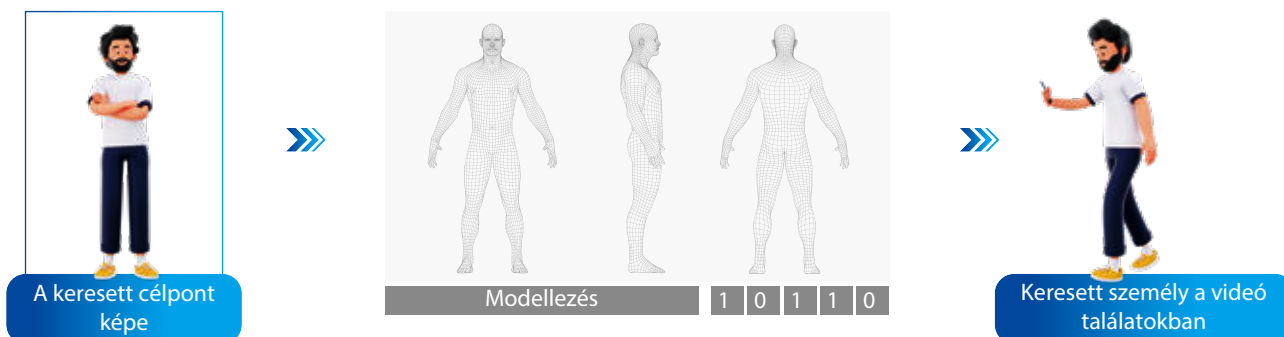 A keresett célpont
képe
Modellezés
1 0 1 1 0
Keresett személy a videó
találatokban